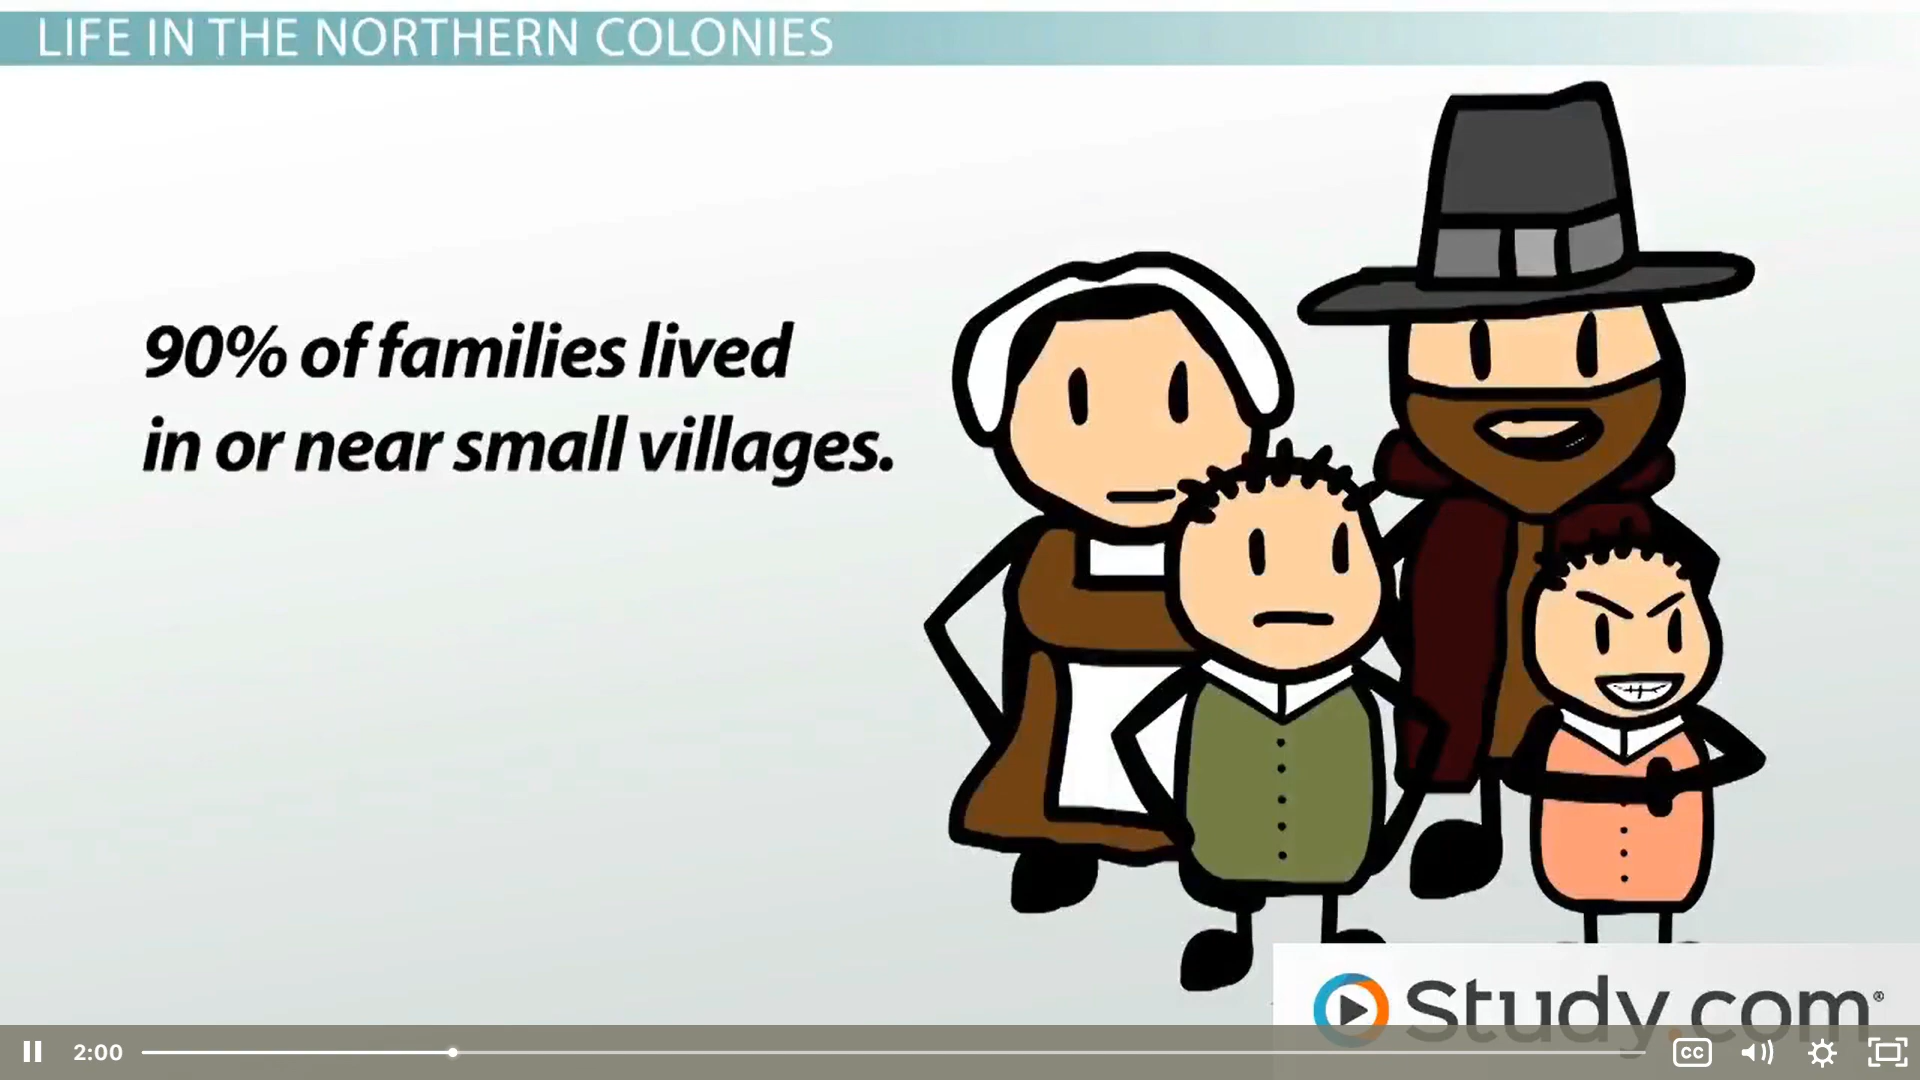 LIFE IN THE NORTHERN COLONIES
90% of families lived
in or near small villages.
Study.com®
2:00
CC